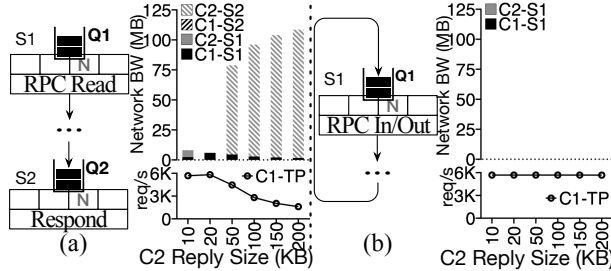 S1
Q1
N
RPC Read
S2
Q2
N
Respond
(a)
C2-S2
C1-S2
C2-S1
C1-S1
Network BW (MB)
125
100
75
50
25
0
req/s
6K
3K
0
C1-TP
10 20 50 100 150 200
C2 Reply Size (KB)
S1
Q1
N
RPC In/Out
(b)
C2-S1
C1-S1
Network BW (MB)
125
100
75
50
25
0
req/s
6K
3K
0
C1-TP
10 20 50 100 150 200
C2 Reply Size (KB)